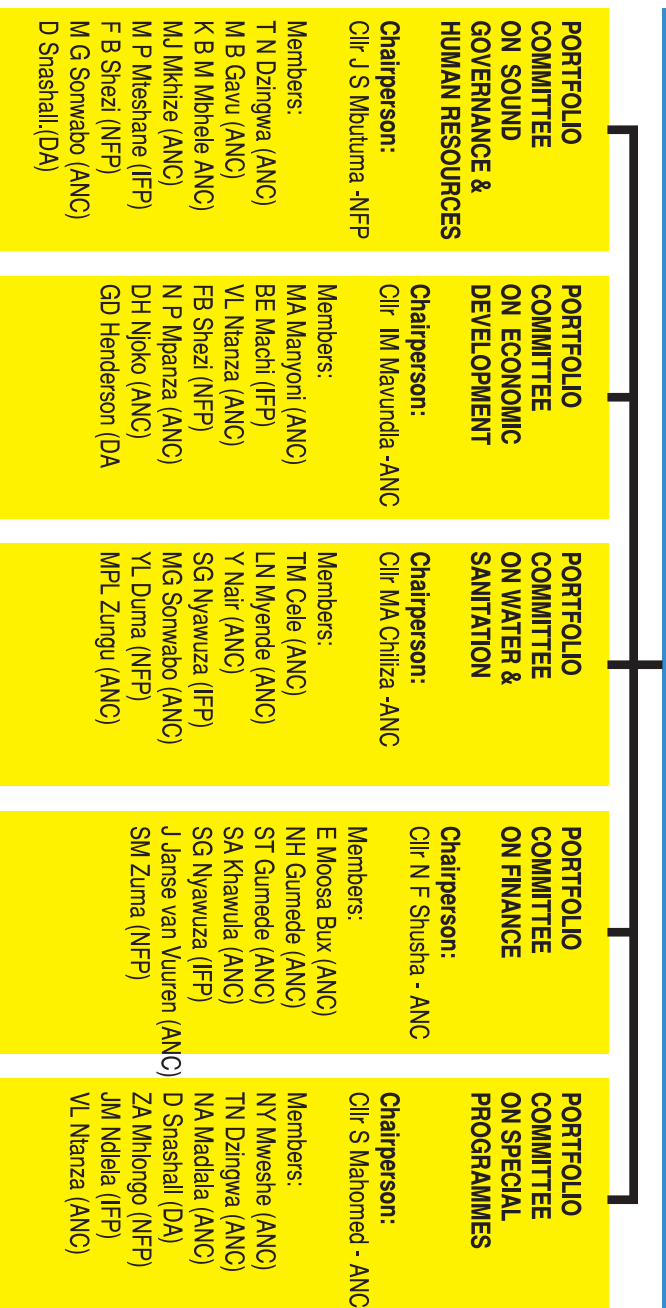 PORTFOLIO
COMMITTEE
ON  SOUND
GOVERNANCE &
HUMAN RESOURCES
Chairperson:
Cllr J S Mbutuma -NFP
Members:
T N Dzingwa (ANC)
M B Gavu (ANC)
K B M Mbhele ANC)
MJ Mkhize (ANC)
M P Mteshane (IFP)
F B Shezi (NFP)
M G Sonwabo (ANC)
D Snashall.(DA)
PORTFOLIO
COMMITTEE
ON  ECONOMIC
DEVELOPMENT
Chairperson:
Cllr  IM Mavundla -ANC
Members:
MA Manyoni (ANC)
BE Machi (IFP)
VL Ntanza (ANC)
FB Shezi (NFP)
N P Mpanza (ANC)
DH Njoko (ANC)
GD Henderson (DA
PORTFOLIO
COMMITTEE
ON WATER &
SANITATION
Chairperson:
Cllr MA Chiliza -ANC
Members:
TM Cele (ANC)
LN Myende (ANC)
Y Nair (ANC)
SG Nyawuza (IFP)
MG Sonwabo (ANC)
YL Duma (NFP)
MPL Zungu (ANC)
PORTFOLIO
COMMITTEE
ON FINANCE
Chairperson:
Cllr N F Shusha - ANC
Members:
E Moosa Bux (ANC)
NH Gumede (ANC)
ST Gumede (ANC)
SA Khawula (ANC)
SG Nyawuza (IFP)
J Janse van Vuuren (ANC)
SM Zuma (NFP)
PORTFOLIO
COMMITTEE
ON SPECIAL
PROGRAMMES
Chairperson:
Cllr S Mahomed - ANC
Members:
NY Mweshe (ANC)
TN Dzingwa (ANC)
NA Madlala (ANC)
D Snashall (DA)
ZA Mhlongo (NFP)
JM Ndlela (IFP)
VL Ntanza (ANC)